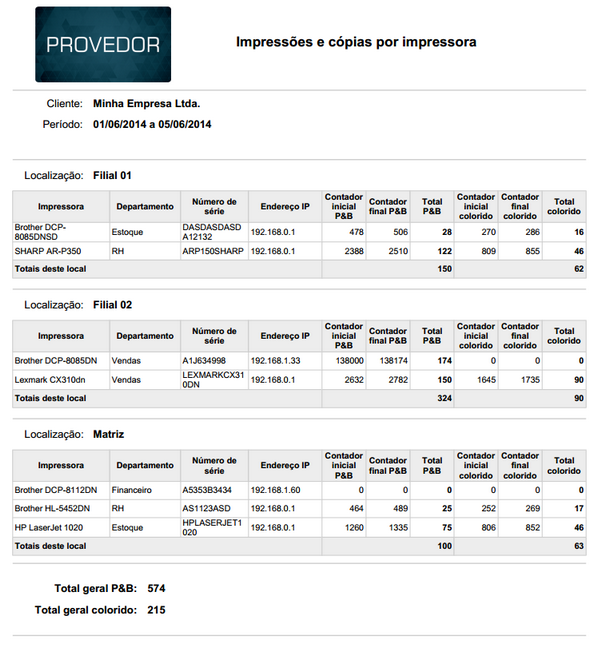 PROVEDOR
Impressões e cópias por impressora
Cliente: Minha Empresa Ltda.
Período: 01/06/2014 a 05/06/2014
Localização: Filial 01
Impressora Departamento Número de série Endereço IP Contador inicial P&B Contador final P&B Total P&B Contador inicial colorido Contador final colorido Total colorido
Brother DCP-8085DNSD Estoque DASDASDASDA12132 192.168.0.1 478 506 28 270 286 16
SHARP AR-P350 RH ARP150SHARP 192.168.0.1 2388 2510 122 809 855 46
Totais deste local 150 62
Localização: Filial 02
Impressora Departamento Número de série Endereço IP Contador inicial P&B Contador final P&B Total P&B Contador inicial colorido Contador final colorido Total colorido
Brother DCP-8085DN Vendas A1J634998 192.168.1.33 138000 138174 174 0 0 0
Lexmark CX310dn Vendas LEXMARKCX310DN 192.168.0.1 2632 2782 150 1645 1735 90
Totais deste local 324 90
Localização: Matriz
Impressora Departamento Número de série Endereço IP Contador inicial P&B Contador final P&B Total P&B Contador inicial colorido Contador final colorido Total colorido
Brother DCP-8112DN Financeiro A5353B3434 192.168.1.60 0 0 0 0 0 0
Brother HL-5452DN RH AS1123ASD 192.168.0.1 464 489 25 252 269 17
HP LaserJet 1020 Estoque HPLASERJET1020 192.168.0.1 1260 1335 75 806 852 46
Totais deste local 100 63
Total geral P&B: 574
Total geral colorido: 215